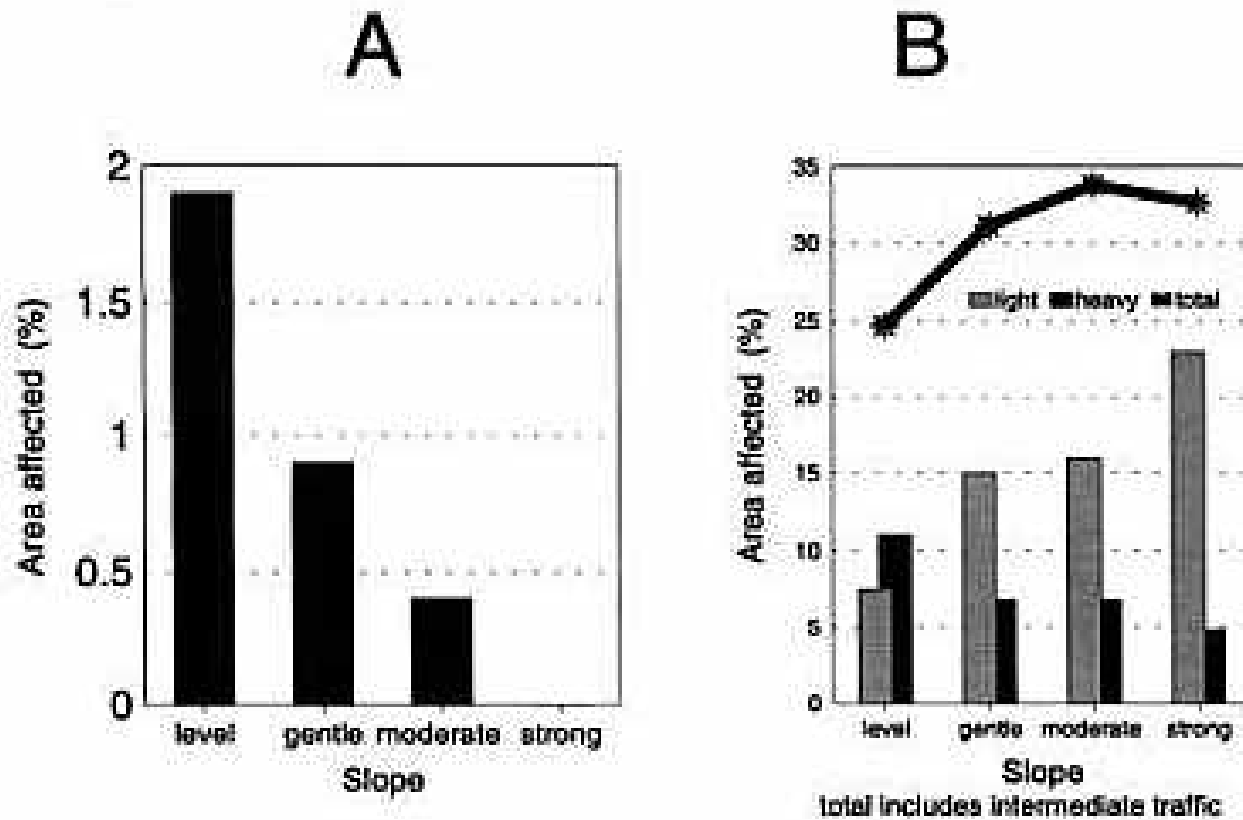 A
B
2
1.5
1
0.5
0
Area affected (%)
level gentle moderate strong
Slope
35
30
25
20
15
10
5
0
Area affected (%)
light heavy total
level gentle moderate strong
Slope
total includes intermediate traffic